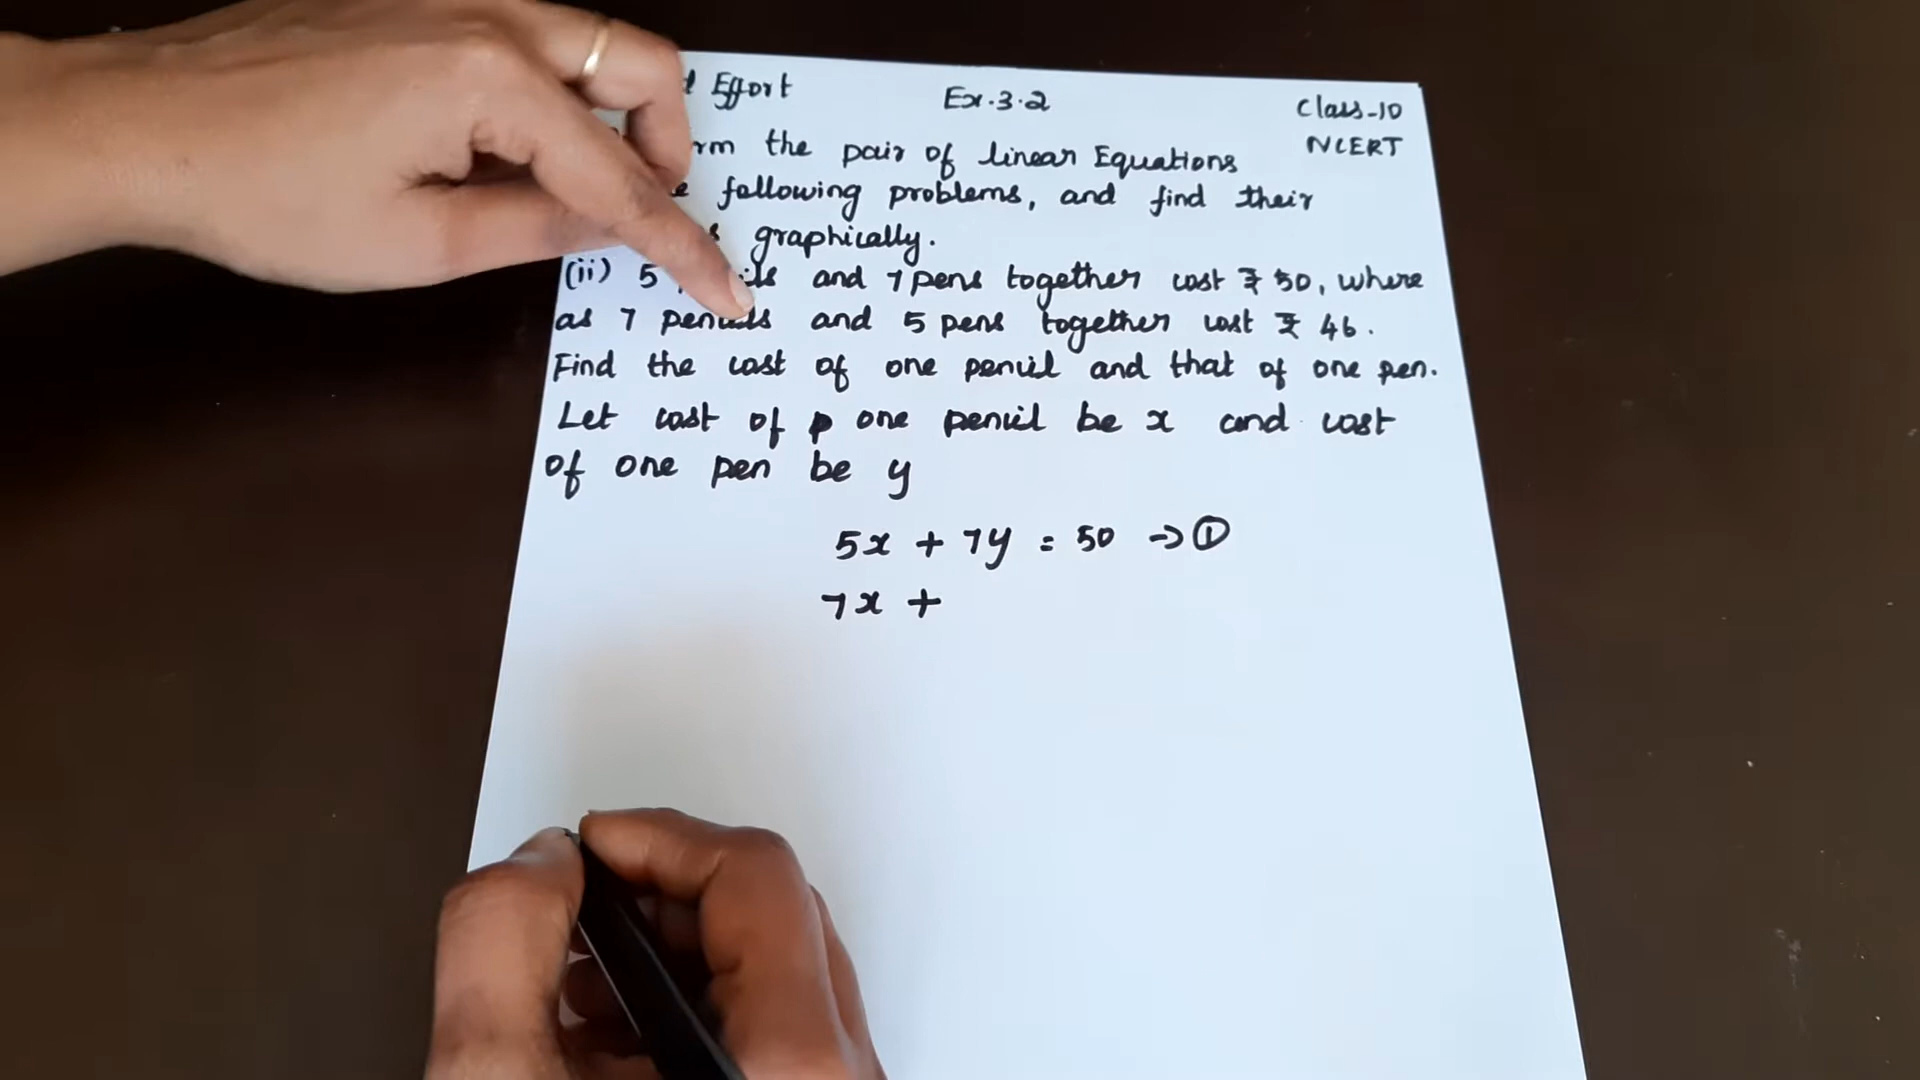 Effort Ex.3.2 Class-10
the pair of linear Equations NCERT
following problems, and find their
graphically.
(ii) 5 and 7 pens together cost ₹ 50, where
as 7 pencils and 5 pens together cost ₹ 46.
Find the cost of one pencil and that of one pen.
Let cost of p one pencil be x and cost
of one pen be y
5x + 7y = 50 → ①
7x +